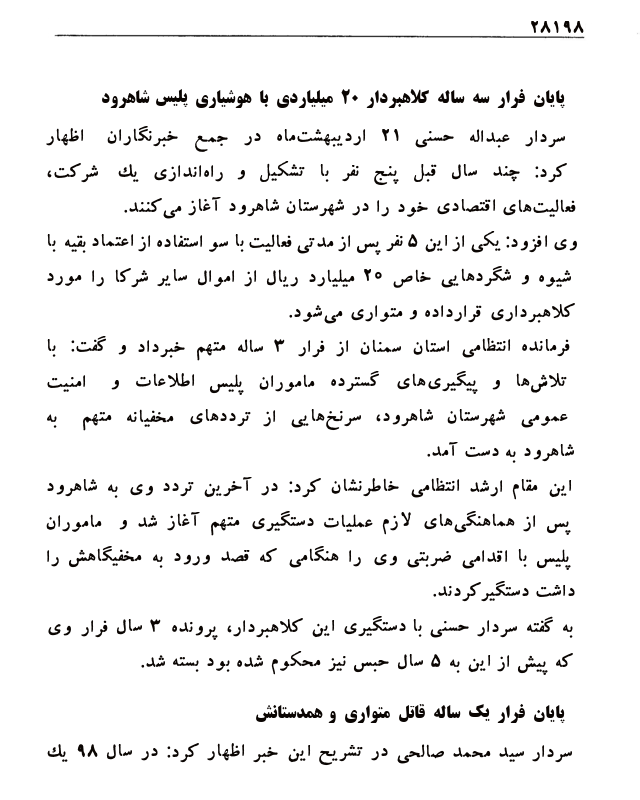 ۲۸۱۹۸
پایان فرار سه ساله کلاهبردار ۲۰ میلیاردی با هوشیاری پلیس شاهرود
سردار عبداله حسنی ۲۱ اردیبهشت‌ماه در جمع خبرنگاران اظهار
کرد: چند سال قبل پنج نفر با تشکیل و راه‌اندازی یك شرکت،
فعالیت‌های اقتصادی خود را در شهرستان شاهرود آغاز می‌کنند.
وی افزود: یکی از این ۵ نفر پس از مدتی فعالیت با سو استفاده از اعتماد بقیه با
شیوه و شگردهایی خاص ۲۰ میلیارد ریال از اموال سایر شرکا را مورد
کلاهبرداری قرارداده و متواری می‌شود.
فرمانده انتظامی استان سمنان از فرار ۳ ساله متهم خبرداد و گفت: با
تلاش‌ها و پیگیری‌های گسترده ماموران پلیس اطلاعات و امنیت
عمومی شهرستان شاهرود، سرنخ‌هایی از ترددهای مخفیانه متهم به
شاهرود به دست آمد.
این مقام ارشد انتظامی خاطرنشان کرد: در آخرین تردد وی به شاهرود
پس از هماهنگی‌های لازم عملیات دستگیری متهم آغاز شد و ماموران
پلیس با اقدامی ضربتی وی را هنگامی که قصد ورود به مخفیگاهش را
داشت دستگیرکردند.
به گفته سردار حسنی با دستگیری این کلاهبردار، پرونده ۳ سال فرار وی
که پیش از این به ۵ سال حبس نیز محکوم شده بود بسته شد.
پایان فرار یک ساله قاتل متواری و همدستانش
سردار سید محمد صالحی در تشریح این خبر اظهار کرد: در سال ۹۸ یك